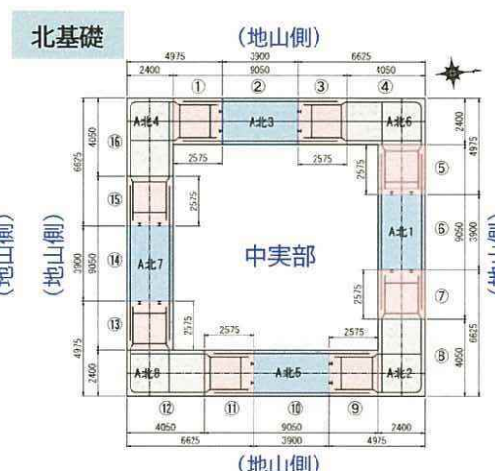 北基礎
(地山側)
4975 3900 6625
2400 ① 9050 ② ③ 4050 ④
A北4 A北3 A北6
2575 2575
⑯ 4050 6625 2400 4975 ⑤
2575 2575
⑮
(地山側) (地山側) 3900 9050 ⑭ A北7 中実部 A北1 ⑥ 3900 9050 (地山側)
⑬ 2575 2575 ⑦
2575 2575
4975 2400 6625 4050 ⑧
A北8 A北5 A北2
⑫ ⑪ ⑩ ⑨
4050 9050 2400
6625 3900 4975
(地山側)